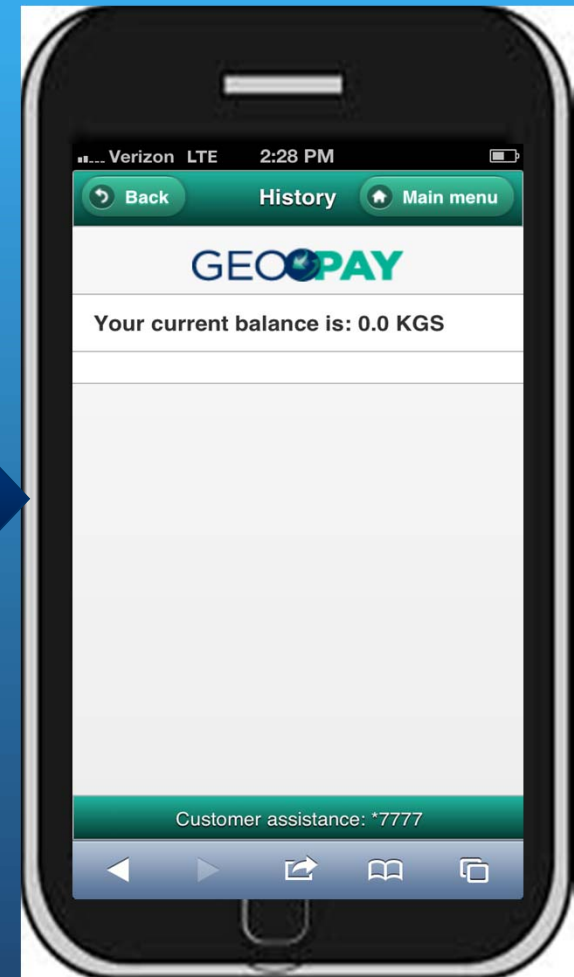 Verizon LTE 2:28 PM
Back History Main menu
GEOPAY
Your current balance is: 0.0 KGS
Customer assistance: *7777